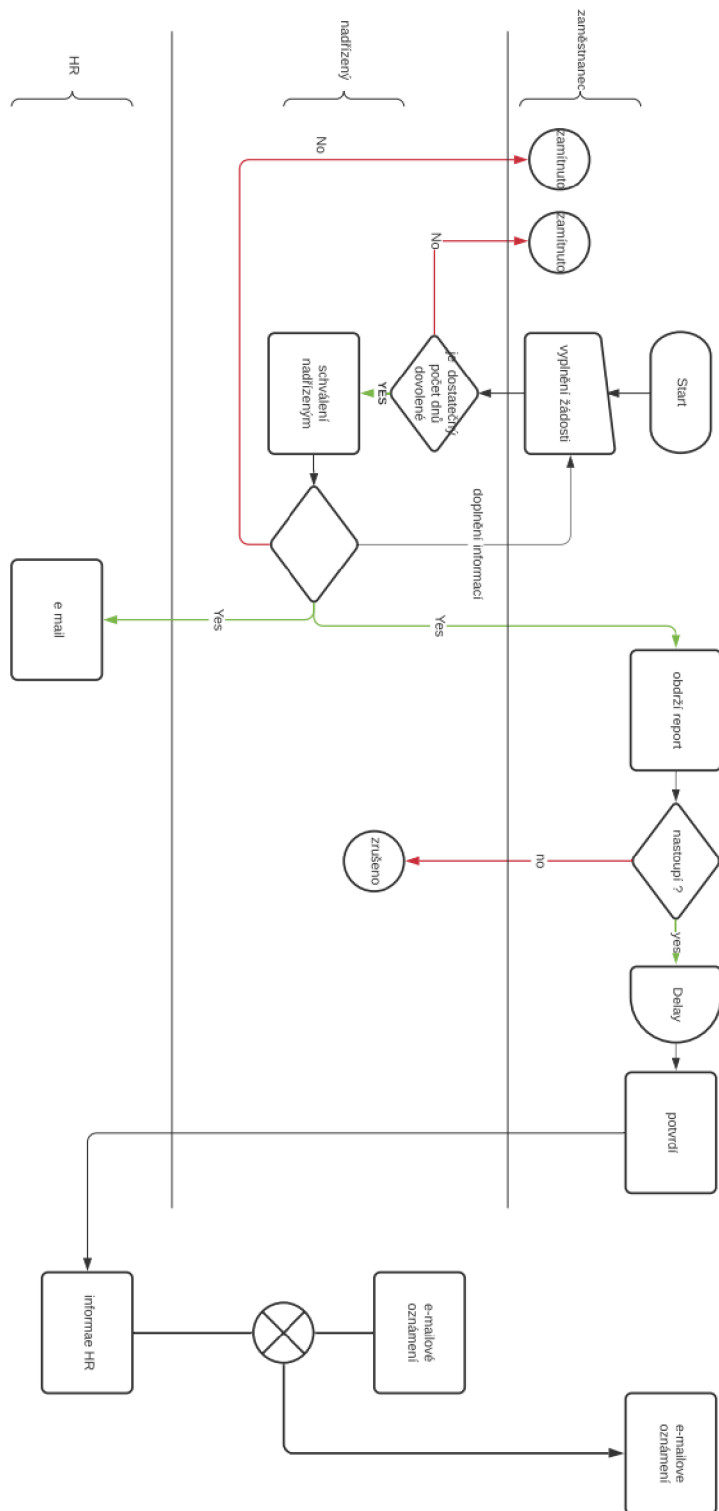 zaměstnanec
nadřízený
HR
Start
vyplnění žádosti
je dostatečný
počet dnů
dovolené
No
zamítnuto
YES
schválení
nadřízeným
No
zamítnuto
doplnění informací
Yes
Yes
e mail
obdrží report
nastoupí ?
no
zrušeno
yes
Delay
potvrdí
informae HR
e-mailové
oznámení
e-mailove
oznámení